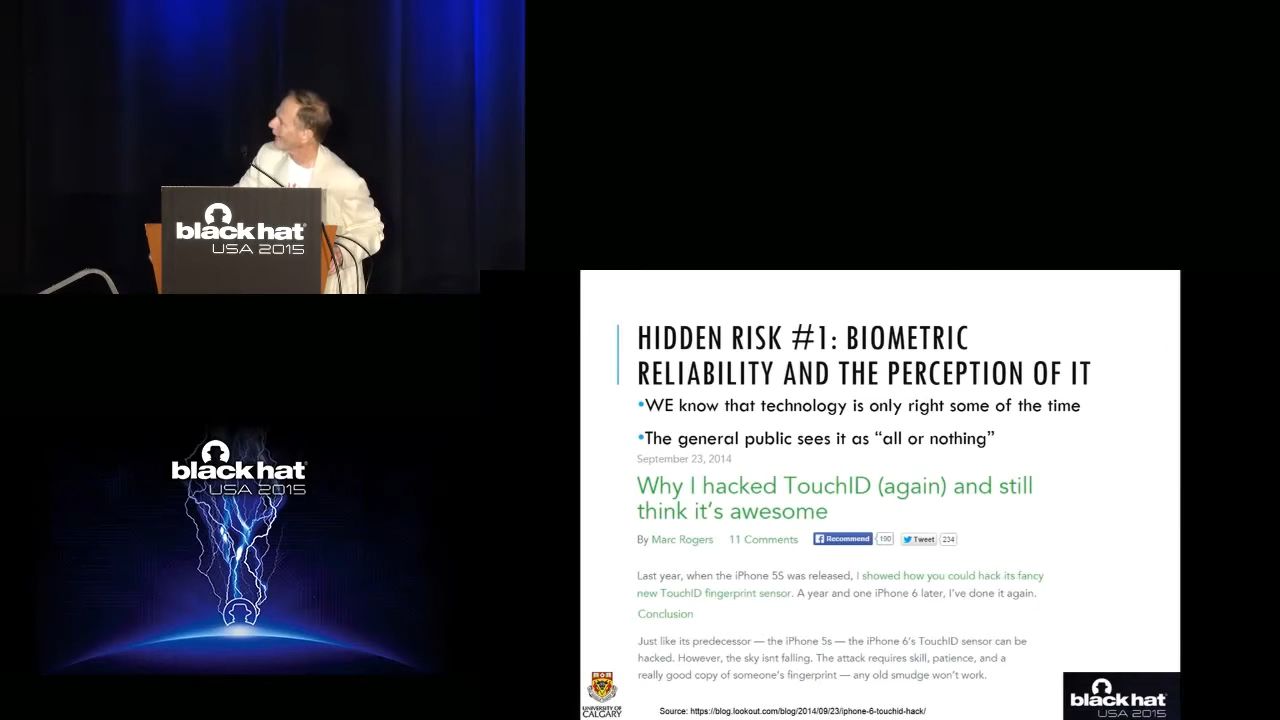 black hat
USA 2015
black hat
USA 2015
HIDDEN RISK #1: BIOMETRIC
RELIABILITY AND THE PERCEPTION OF IT
•WE know that technology is only right some of the time
•The general public sees it as “all or nothing”
September 23, 2014
Why I hacked TouchID (again) and still
think it's awesome
By Marc Rogers 11 Comments Recommend 190 Tweet 234
Last year, when the iPhone 5S was released, I showed how you could hack its fancy
new TouchID fingerprint sensor. A year and one iPhone 6 later, I've done it again.
Conclusion
Just like its predecessor — the iPhone 5s — the iPhone 6's TouchID sensor can be
hacked. However, the sky isnt falling. The attack requires skill, patience, and a
really good copy of someone's fingerprint — any old smudge won't work.
UNIVERSITY OF
CALGARY
Source: https://blog.lookout.com/blog/2014/09/23/iphone-6-touchid-hack/
black hat
USA 2015